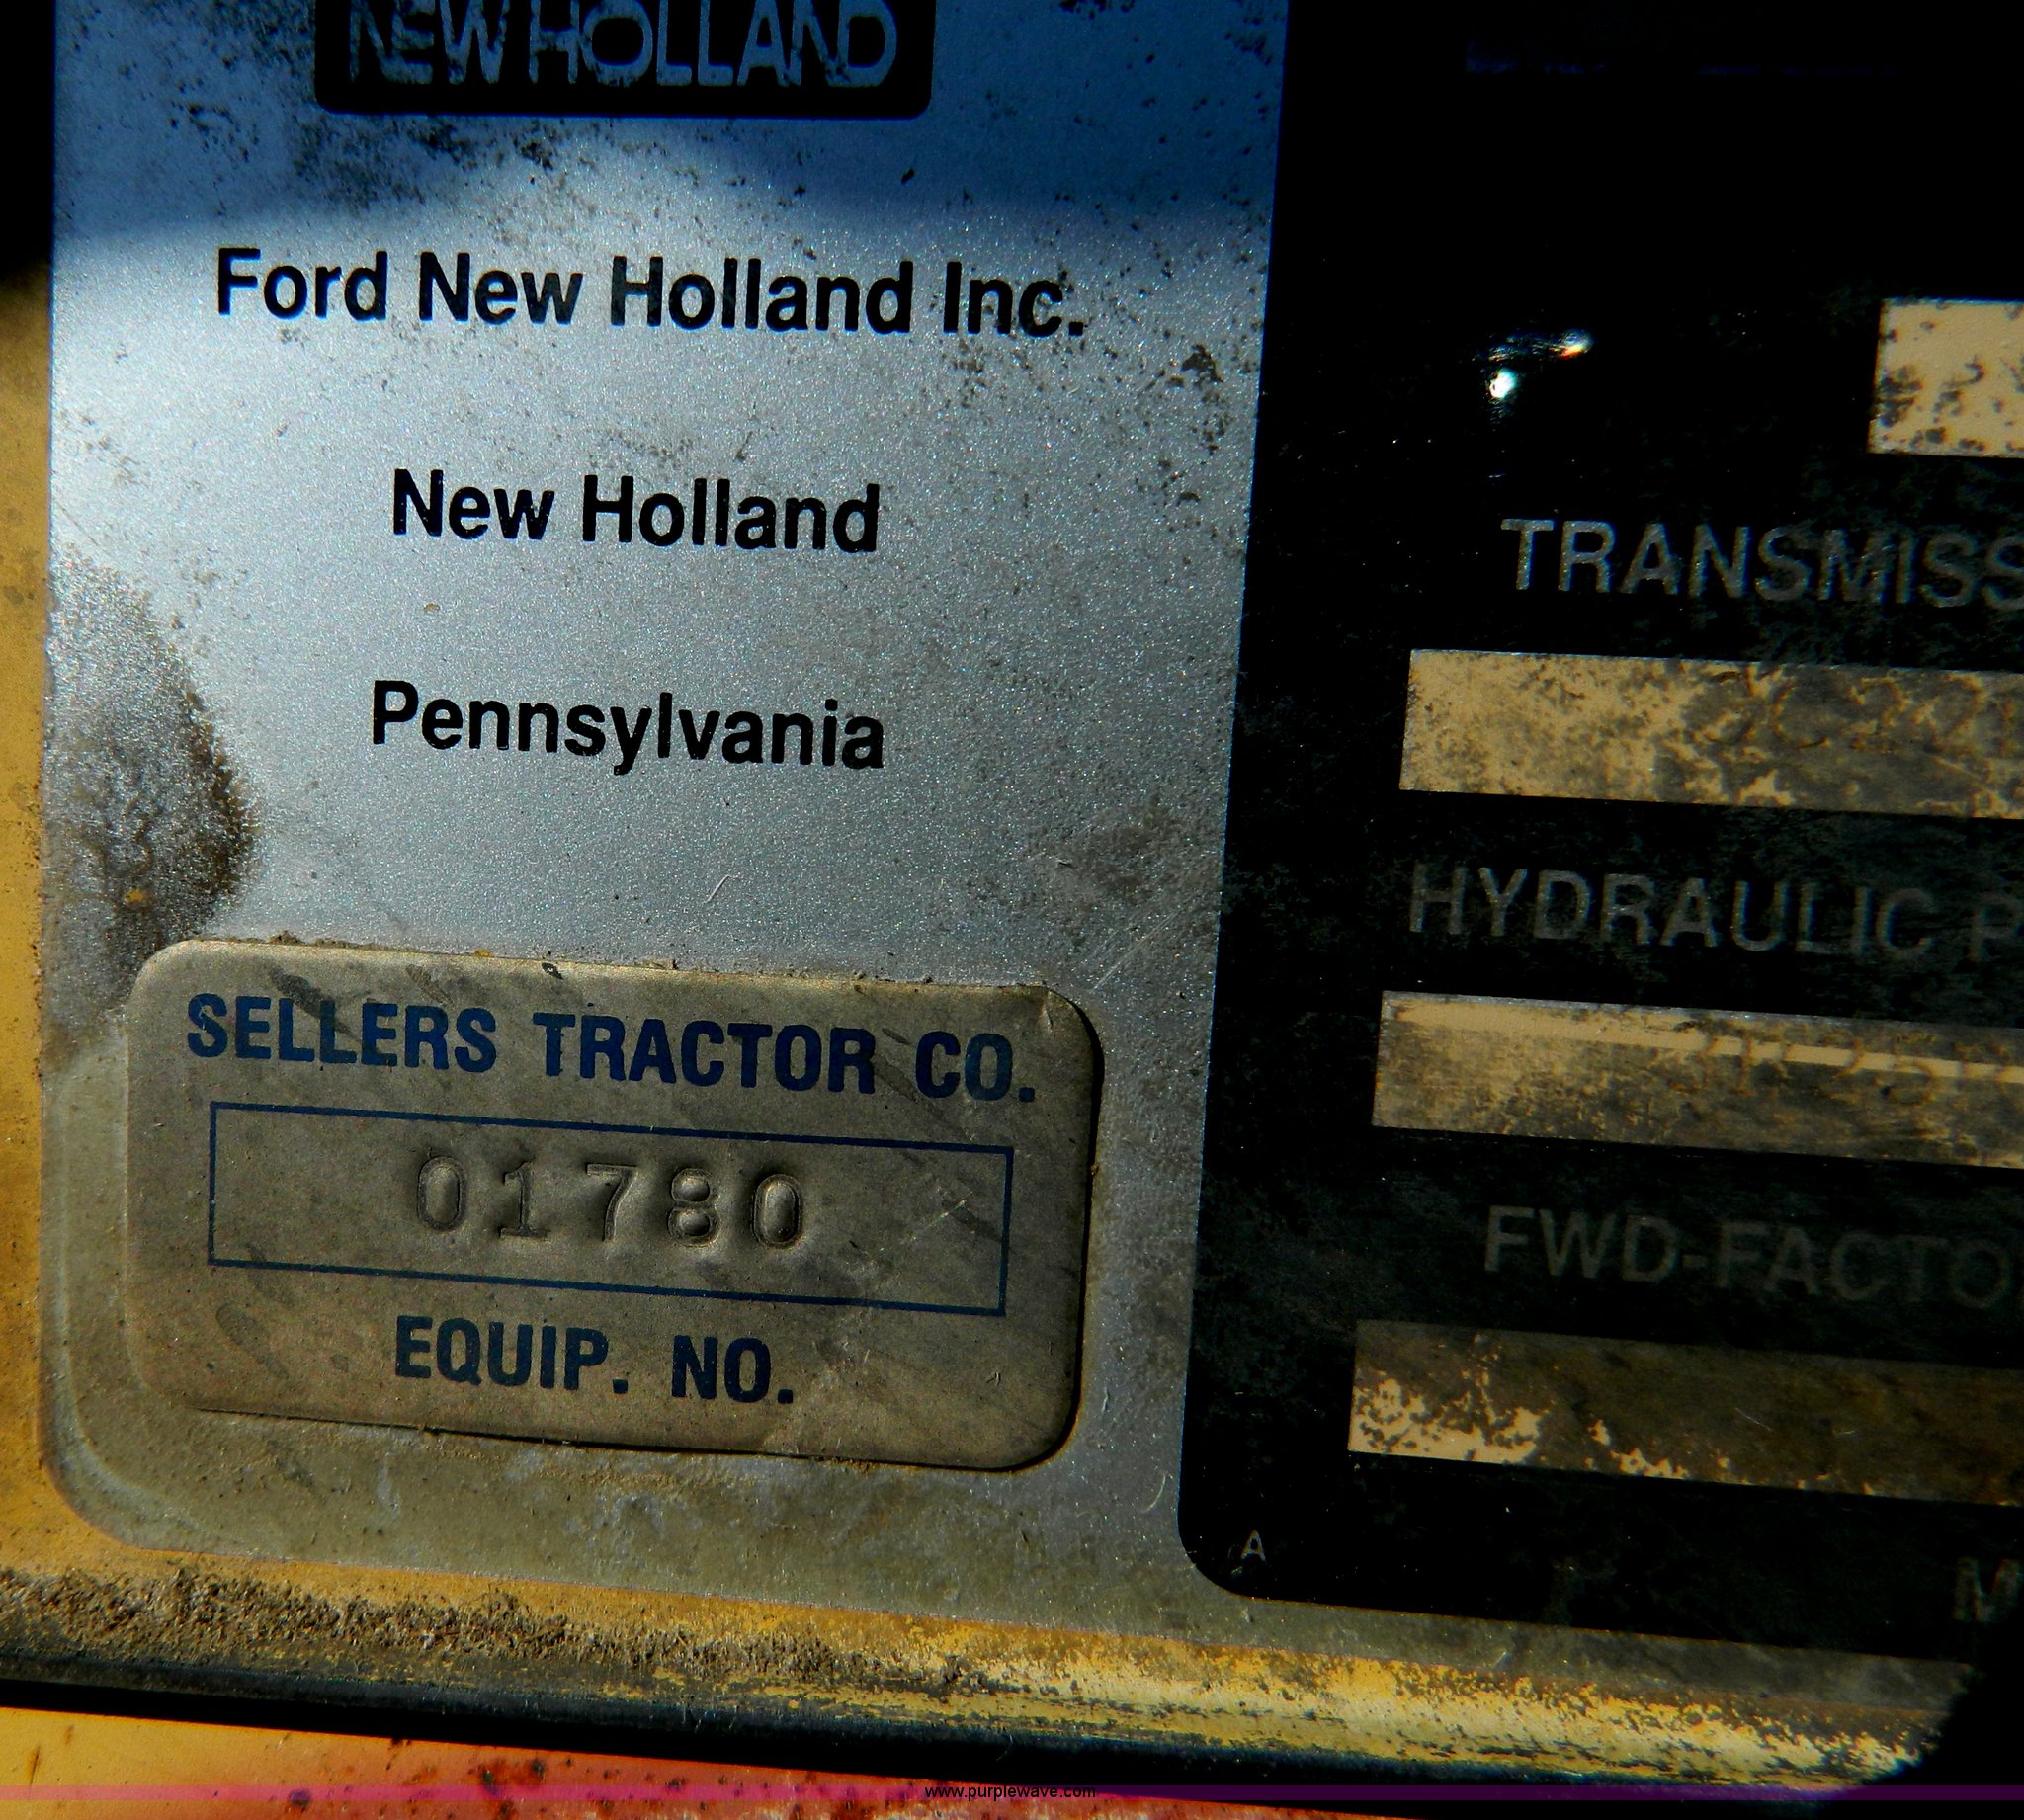 NEW HOLLAND
Ford New Holland Inc.
New Holland
Pennsylvania
SELLERS TRACTOR CO.
01780
EQUIP. NO.
TRANSMISS
HYDRAULIC P
FWD-FACTO
A
M
www.purplewave.com